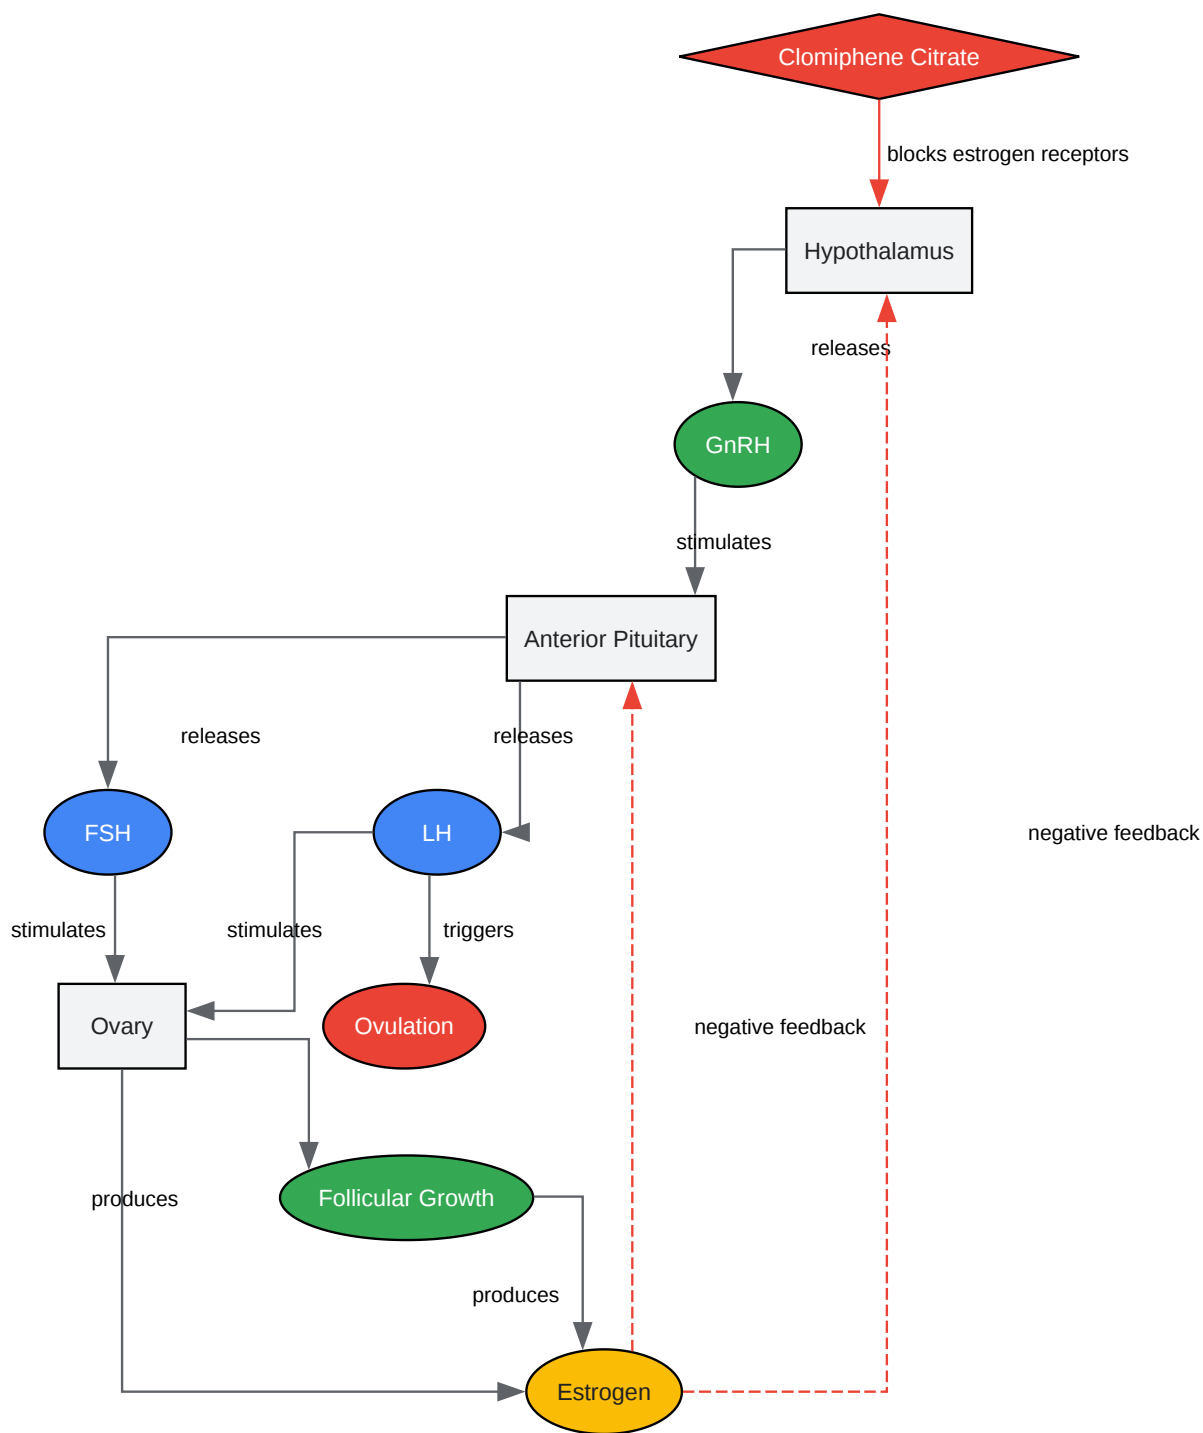 Clomiphene Citrate
blocks estrogen receptors
Hypothalamus
releases
GnRH
stimulates
Anterior Pituitary
releases
releases
FSH
LH
negative feedback
stimulates
stimulates
triggers
Ovary
Ovulation
negative feedback
Follicular Growth
produces
produces
Estrogen